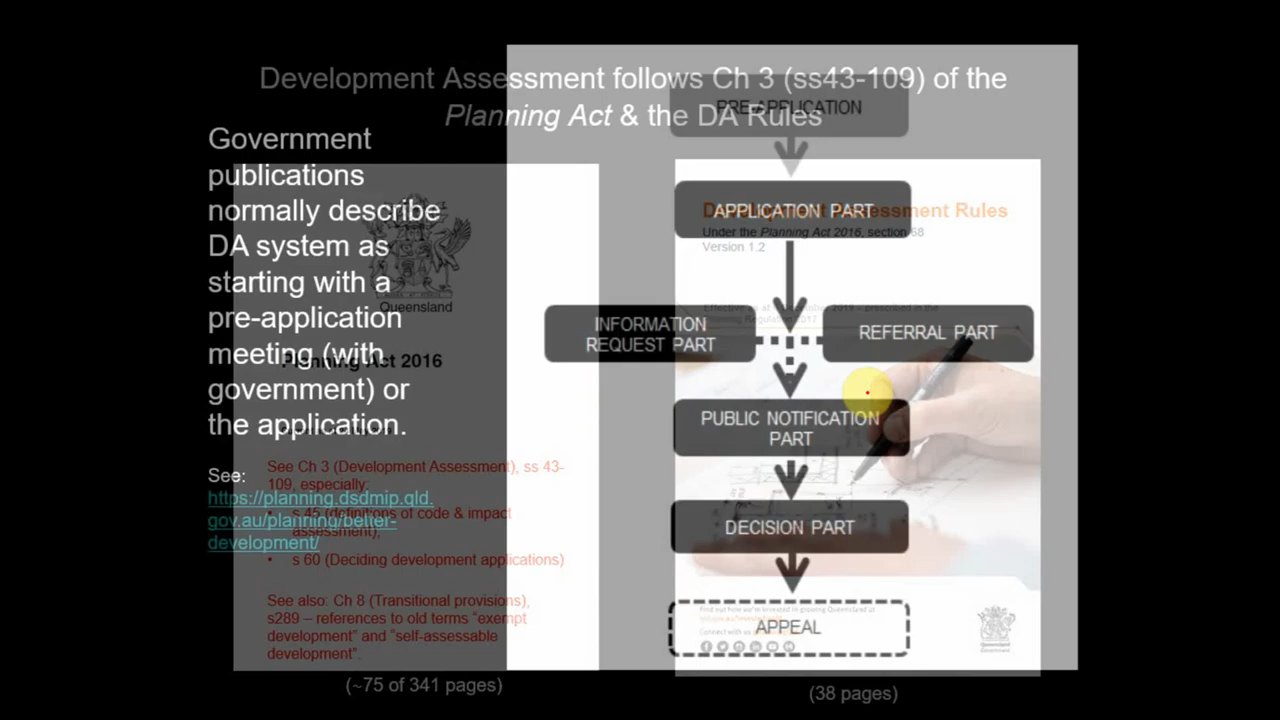 Development Assessment follows Ch 3 (ss43-109) of the
Planning Act & the DA Rules
Government
publications
normally describe
DA system as
starting with a
pre-application
meeting (with
government) or
the application.
See:
https://planning.dsdmip.qld.
gov.au/planning/better-
development/
Queensland
Planning Act 2016
See Ch 3 (Development Assessment), ss 43-
109, especially:
• s 45 (definitions of code & impact
assessment),
• s 60 (Deciding development applications)
See also: Ch 8 (Transitional provisions),
s289 – references to old terms “exempt
development” and “self-assessable
development”.
(~75 of 341 pages)
PRE-APPLICATION
APPLICATION PART
Development Assessment Rules
Under the Planning Act 2016, section 68
Version 1.2
INFORMATION
REQUEST PART
REFERRAL PART
PUBLIC NOTIFICATION
PART
DECISION PART
APPEAL
Connect with us
Queensland
Government
(38 pages)